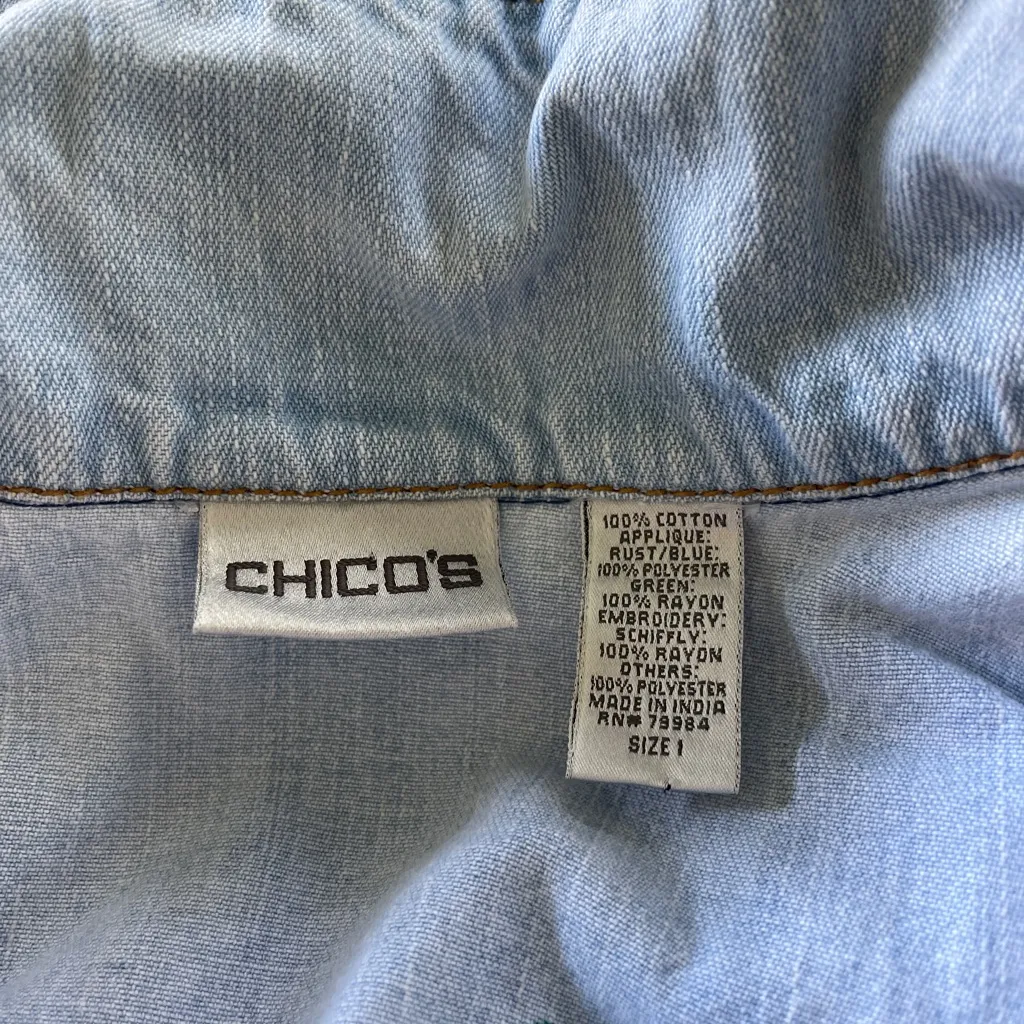 CHICO'S
100% COTTON
APPLIQUE:
RUST/BLUE:
100% POLYESTER
GREEN:
100% RAYON
EMBROIDERY:
SCHIFFLY:
100% RAYON
OTHERS:
100% POLYESTER
MADE IN INDIA
RN# 79984
SIZE 1